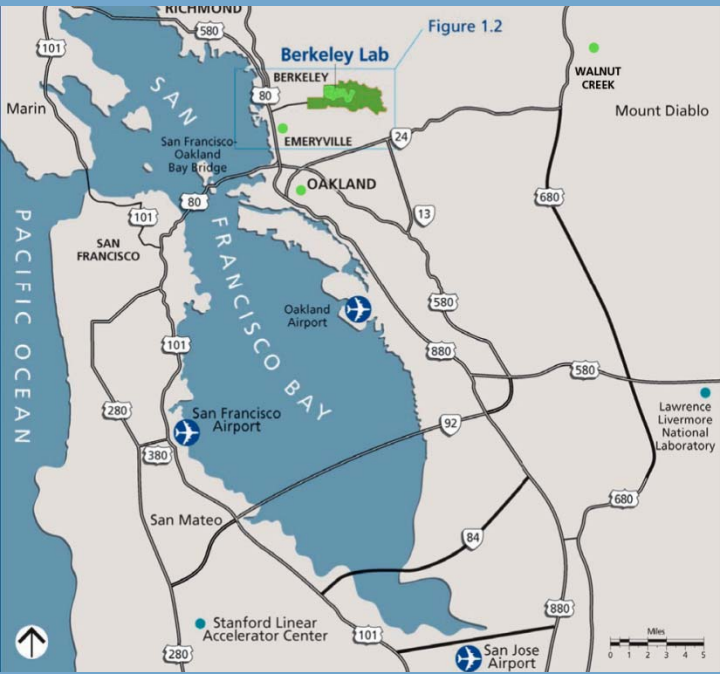 RICHMOND
580
101
Figure 1.2
Berkeley Lab
BERKELEY
WALNUT
CREEK
80
Marin
Mount Diablo
SAN
EMERYVILLE
24
San Francisco-
Oakland
Bay Bridge
OAKLAND
680
80
101
13
SAN
FRANCISCO
PACIFIC OCEAN
FRANCISCO BAY
Oakland
Airport
580
101
880
580
280
San Francisco
Airport
92
Lawrence
Livermore
National
Laboratory
380
680
San Mateo
84
880
Stanford Linear
Accelerator Center
101
280
San Jose
Airport
Miles
0 1 2 3 4 5